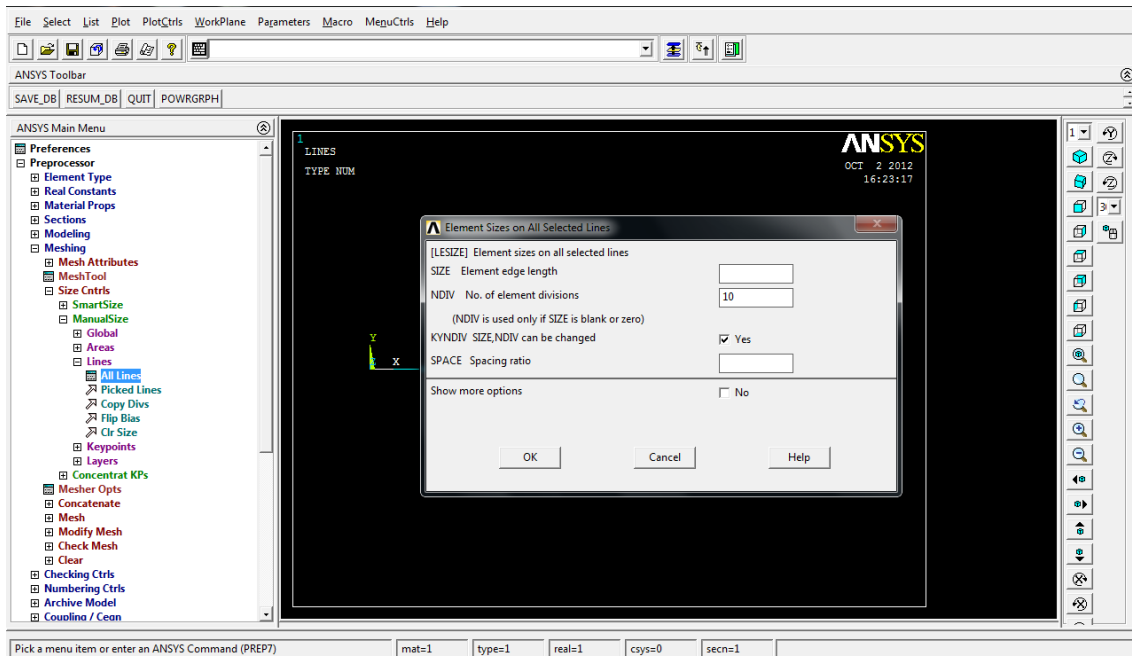 File Select List Plot PlotCtrls WorkPlane Parameters Macro MenuCtrls Help
ANSYS Toolbar
SAVE_DB RESUM_DB QUIT POWRGRPH
ANSYS Main Menu
Preferences
Preprocessor
Element Type
Real Constants
Material Props
Sections
Modeling
Meshing
Mesh Attributes
MeshTool
Size Cntrls
SmartSize
ManualSize
Global
Areas
Lines
All Lines
Picked Lines
Copy Divs
Flip Bias
Clr Size
Keypoints
Layers
Concentrat KPs
Mesher Opts
Concatenate
Mesh
Modify Mesh
Check Mesh
Clear
Checking Ctrls
Numbering Ctrls
Archive Model
Coupling / Ceqn
1
LINES
TYPE NUM
ANSYS
OCT 2 2012
16:23:17
Y
X
Element Sizes on All Selected Lines
[LESIZE] Element sizes on all selected lines
SIZE Element edge length
NDIV No. of element divisions 10
(NDIV is used only if SIZE is blank or zero)
KYNDIV SIZE,NDIV can be changed Yes
SPACE Spacing ratio
Show more options No
OK Cancel Help
1
Pick a menu item or enter an ANSYS Command (PREP7) mat=1 type=1 real=1 csys=0 secn=1